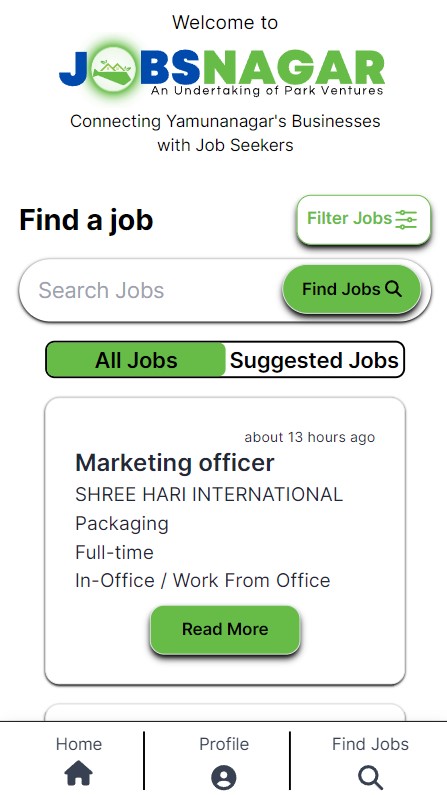 Welcome to
JOBSNAGAR
An Undertaking of Park Ventures
Connecting Yamunanagar's Businesses
with Job Seekers
Find a job
Filter Jobs
Search Jobs
Find Jobs
All Jobs
Suggested Jobs
about 13 hours ago
Marketing officer
SHREE HARI INTERNATIONAL
Packaging
Full-time
In-Office / Work From Office
Read More
Home
Profile
Find Jobs